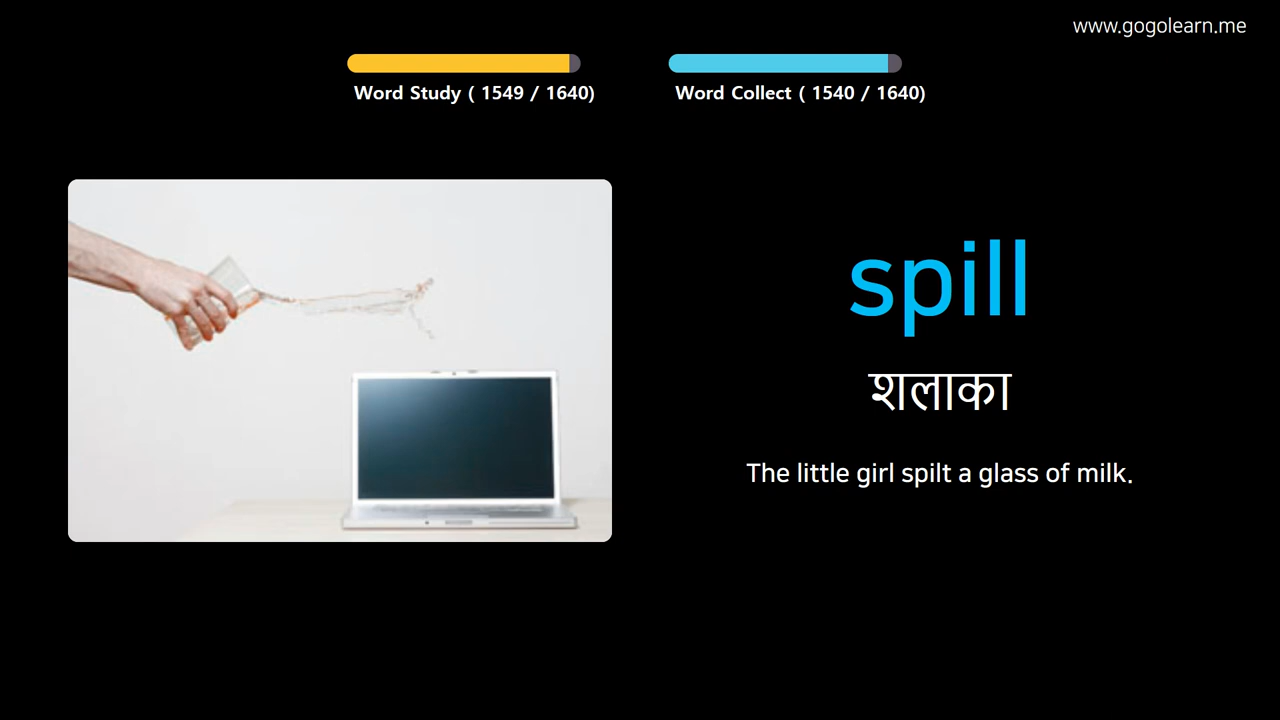 www.gogolearn.me
Word Study ( 1549 / 1640)
Word Collect ( 1540 / 1640)
spill
शलाका
The little girl spilt a glass of milk.